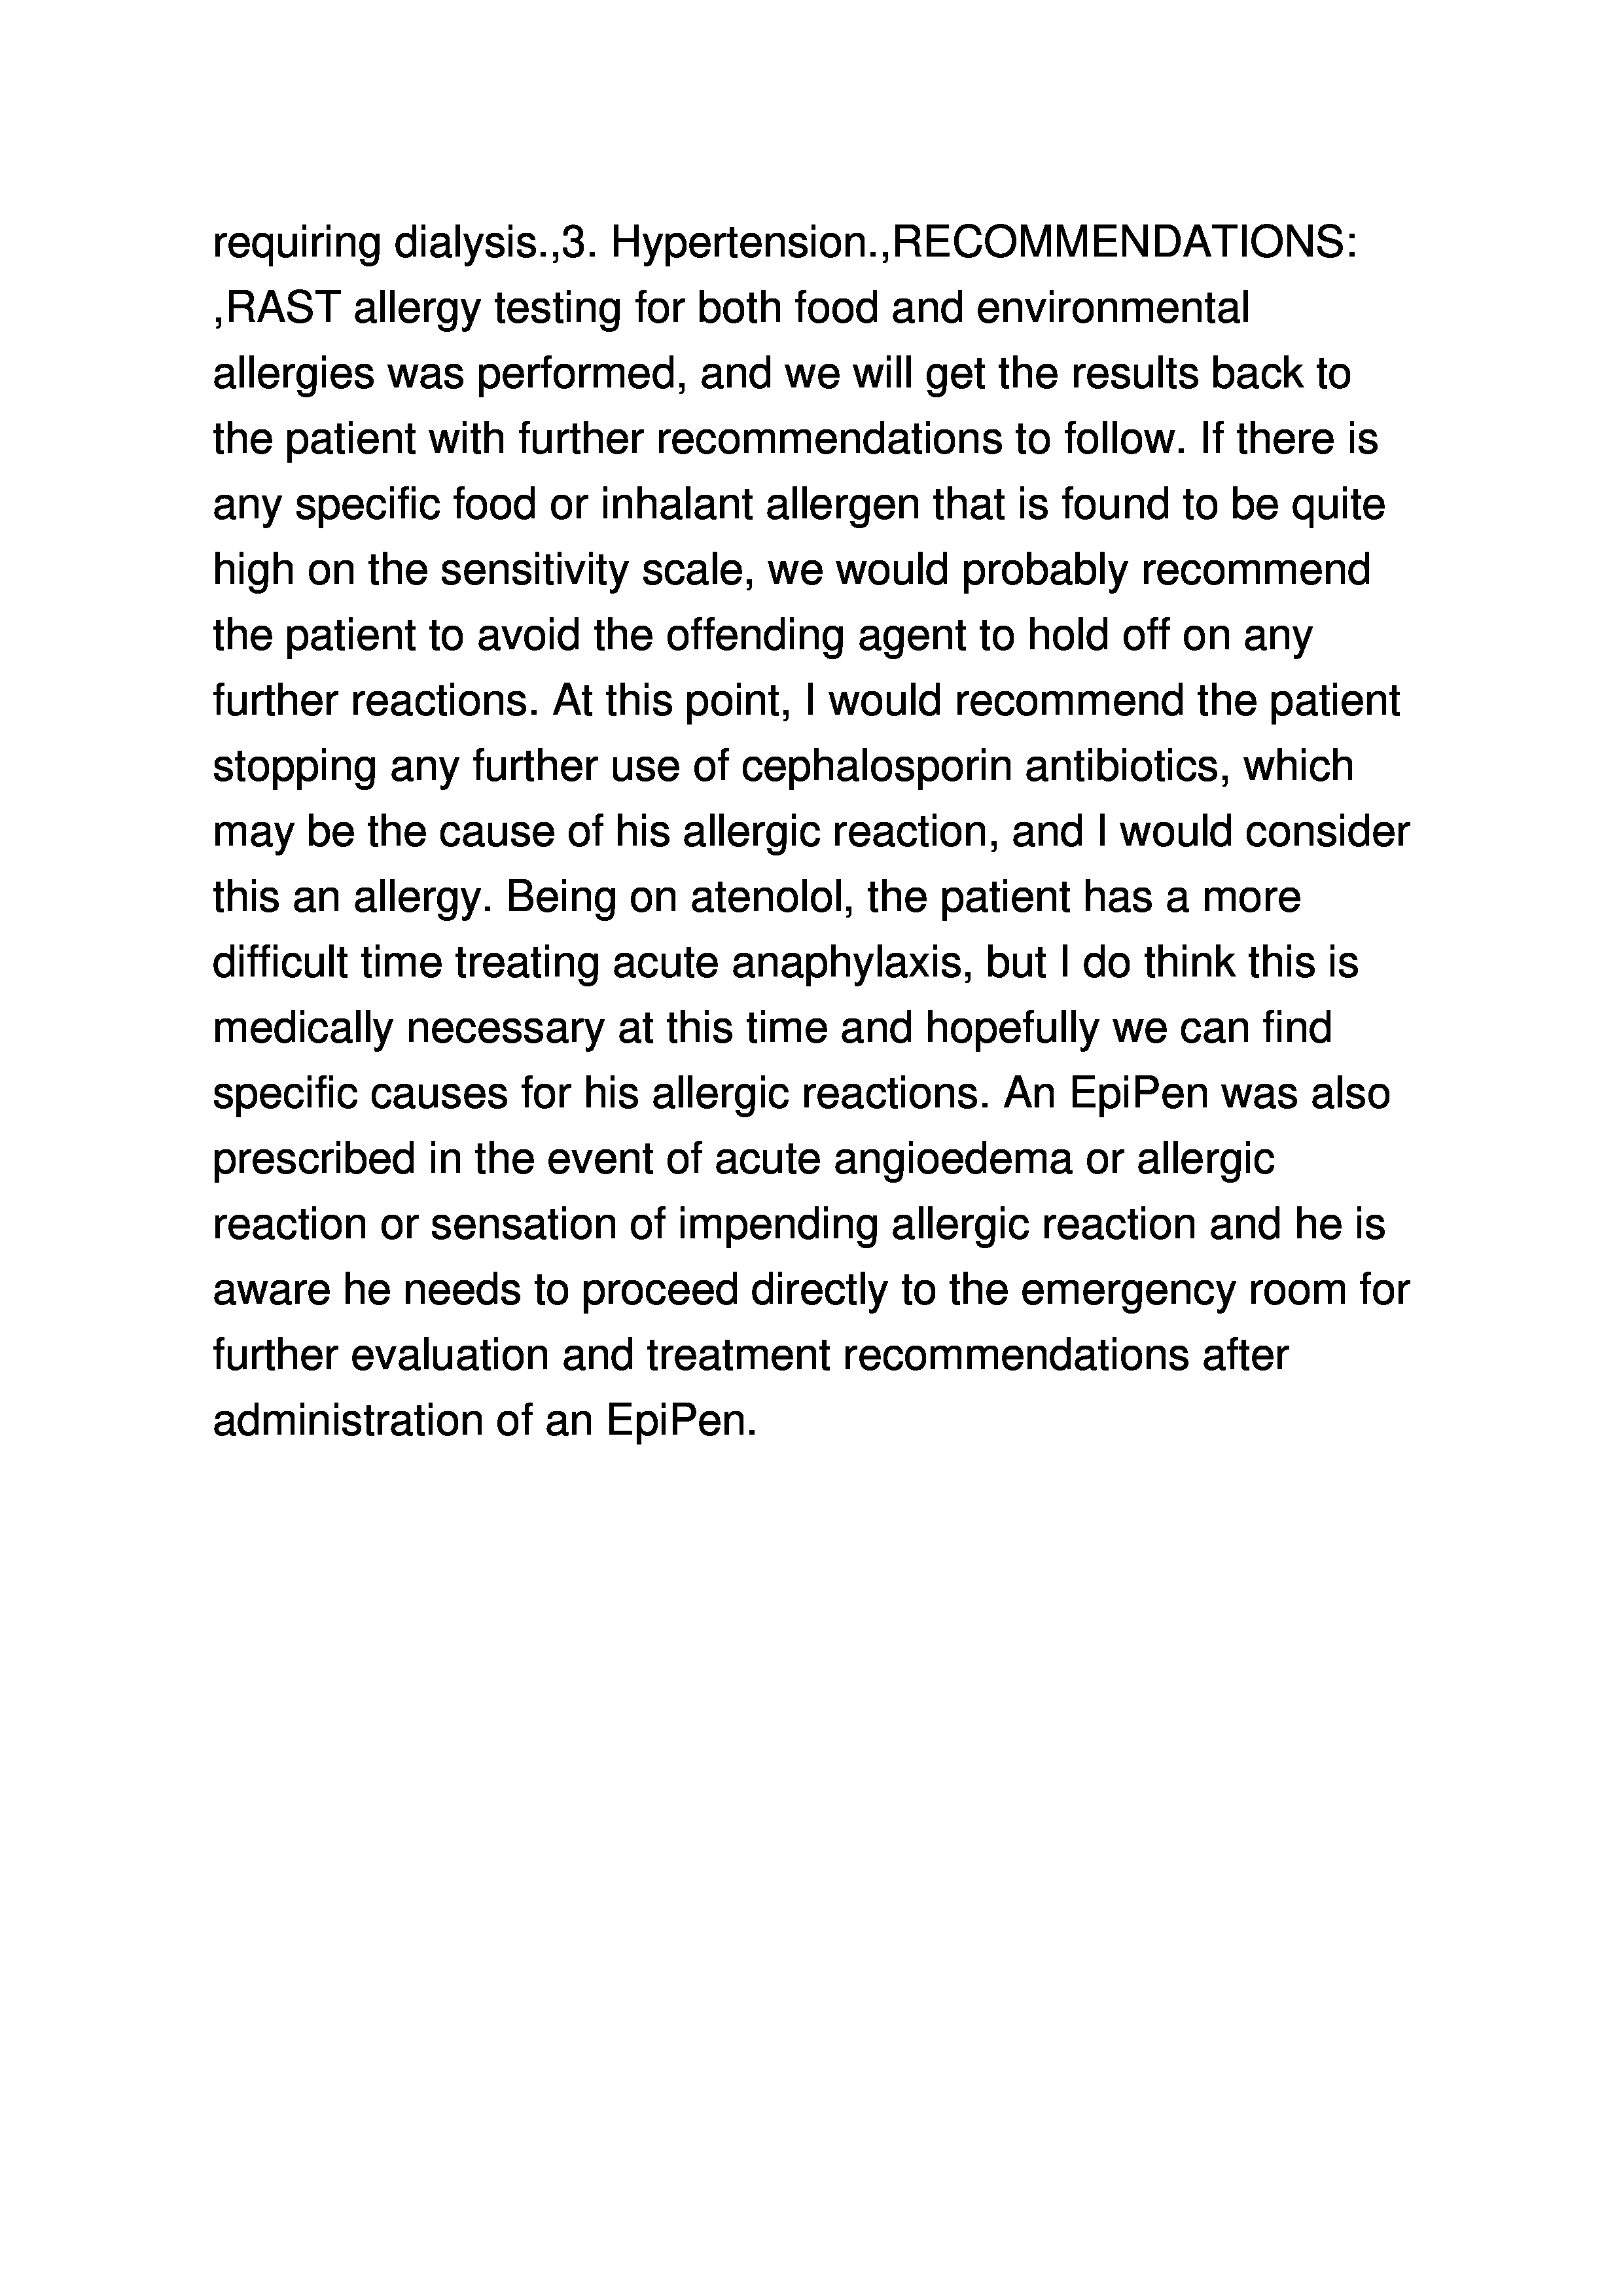 requiring dialysis.,3. Hypertension.,RECOMMENDATIONS:
,RAST allergy testing for both food and environmental
allergies was performed, and we will get the results back to
the patient with further recommendations to follow. If there is
any specific food or inhalant allergen that is found to be quite
high on the sensitivity scale, we would probably recommend
the patient to avoid the offending agent to hold off on any
further reactions. At this point, I would recommend the patient
stopping any further use of cephalosporin antibiotics, which
may be the cause of his allergic reaction, and I would consider
this an allergy. Being on atenolol, the patient has a more
difficult time treating acute anaphylaxis, but I do think this is
medically necessary at this time and hopefully we can find
specific causes for his allergic reactions. An EpiPen was also
prescribed in the event of acute angioedema or allergic
reaction or sensation of impending allergic reaction and he is
aware he needs to proceed directly to the emergency room for
further evaluation and treatment recommendations after
administration of an EpiPen.